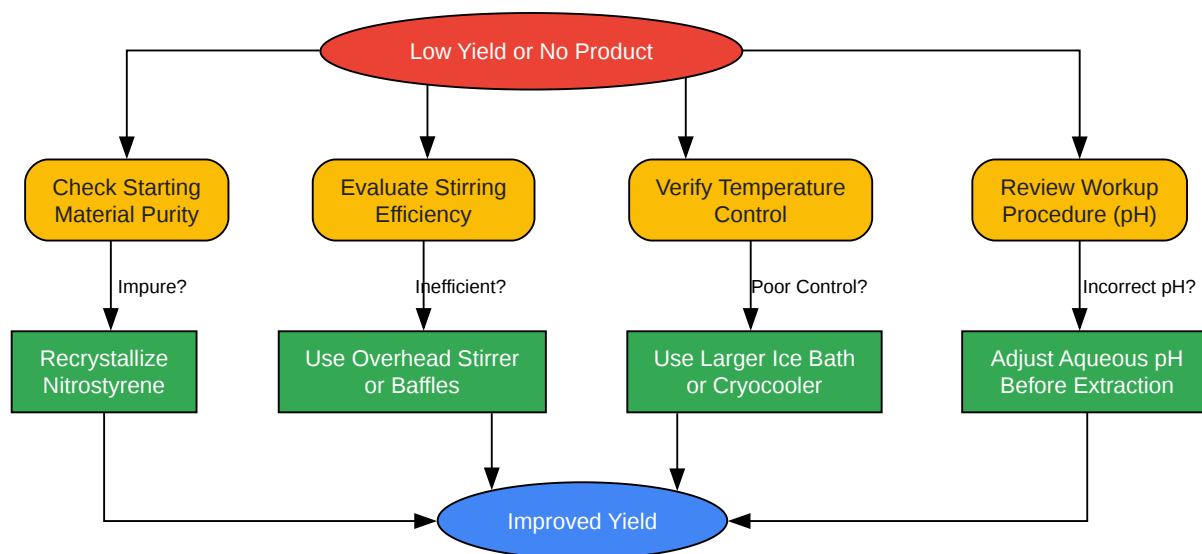 Low Yield or No Product
Check Starting
Material Purity
Evaluate Stirring
Efficiency
Verify Temperature
Control
Review Workup
Procedure (pH)
Impure?
Inefficient?
Poor Control?
Incorrect pH?
Recrystallize
Nitrostyrene
Use Overhead Stirrer
or Baffles
Use Larger Ice Bath
or Cryocooler
Adjust Aqueous pH
Before Extraction
Improved Yield